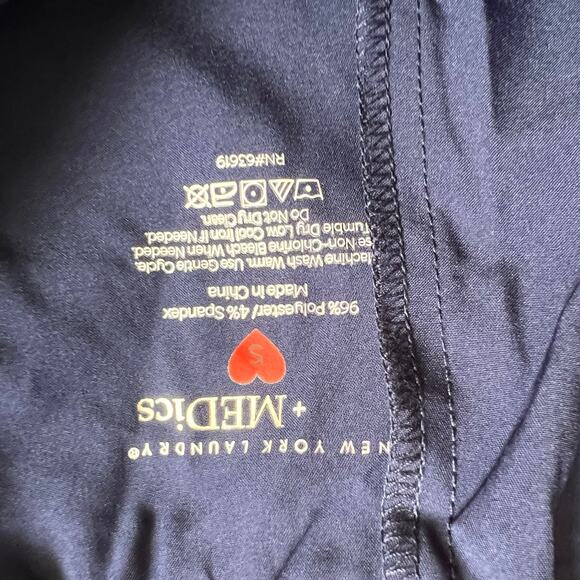 NEW YORK LAUNDRY®
+ MEDics
S
96% Polyester/ 4% Spandex
Made in China
Machine Wash Warm. Use Gentle Cycle.
se Non-Chlorine Bleach When Needed.
Tumble Dry Low. Cool Iron If Needed.
Do Not Dry Clean.
RN#63619